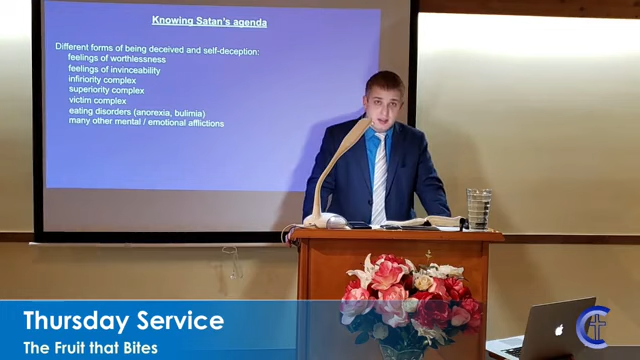 Knowing Satan's agenda
Different forms of being deceived and self-deception:
feelings of worthlessness
feelings of invinceability
infiriority complex
superiority complex
victim complex
eating disorders (anorexia, bulimia)
many other mental / emotional afflictions
Thursday Service
The Fruit that Bites